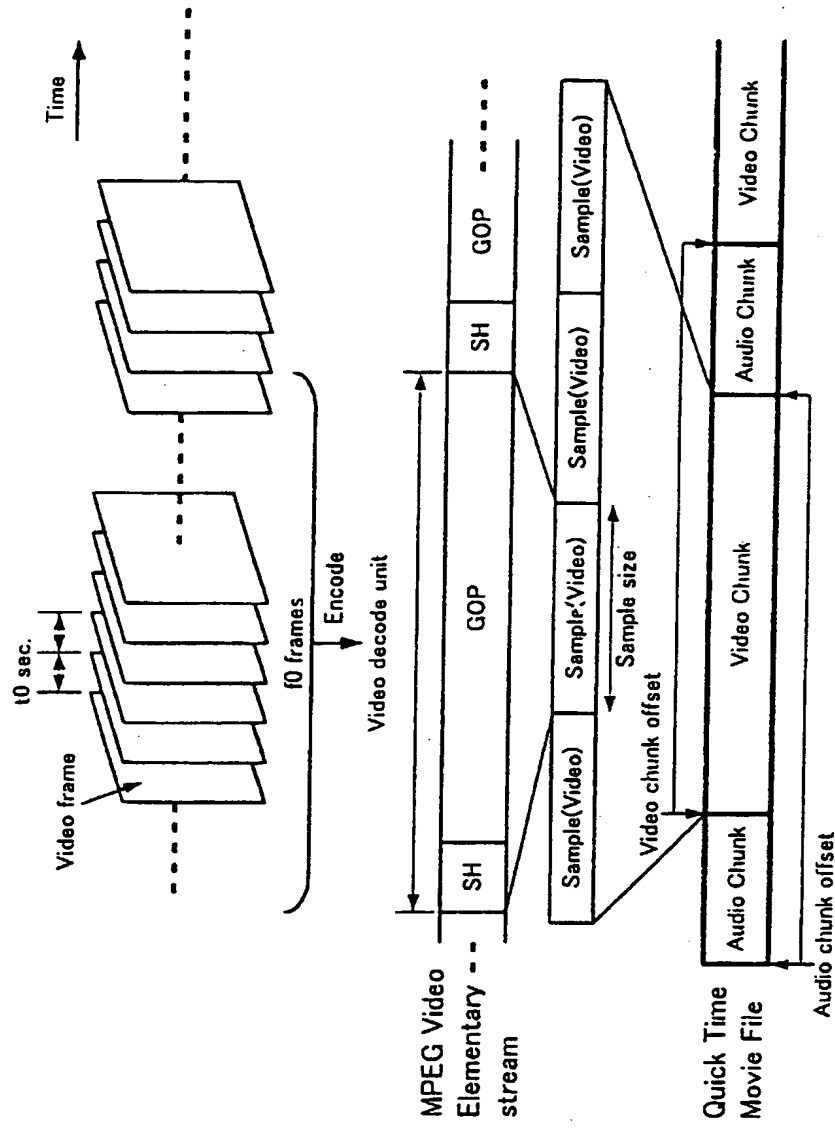 Time
t0 sec.
Video frame
f0 frames
Encode
Video decode unit
MPEG Video
Elementary
stream
SH
GOP
SH
GOP
Sample(Video)
Sample(Video)
Sample(Video)
Sample(Video)
Sample size
Video chunk offset
Quick Time
Movie File
Audio Chunk
Video Chunk
Audio Chunk
Video Chunk
Audio chunk offset